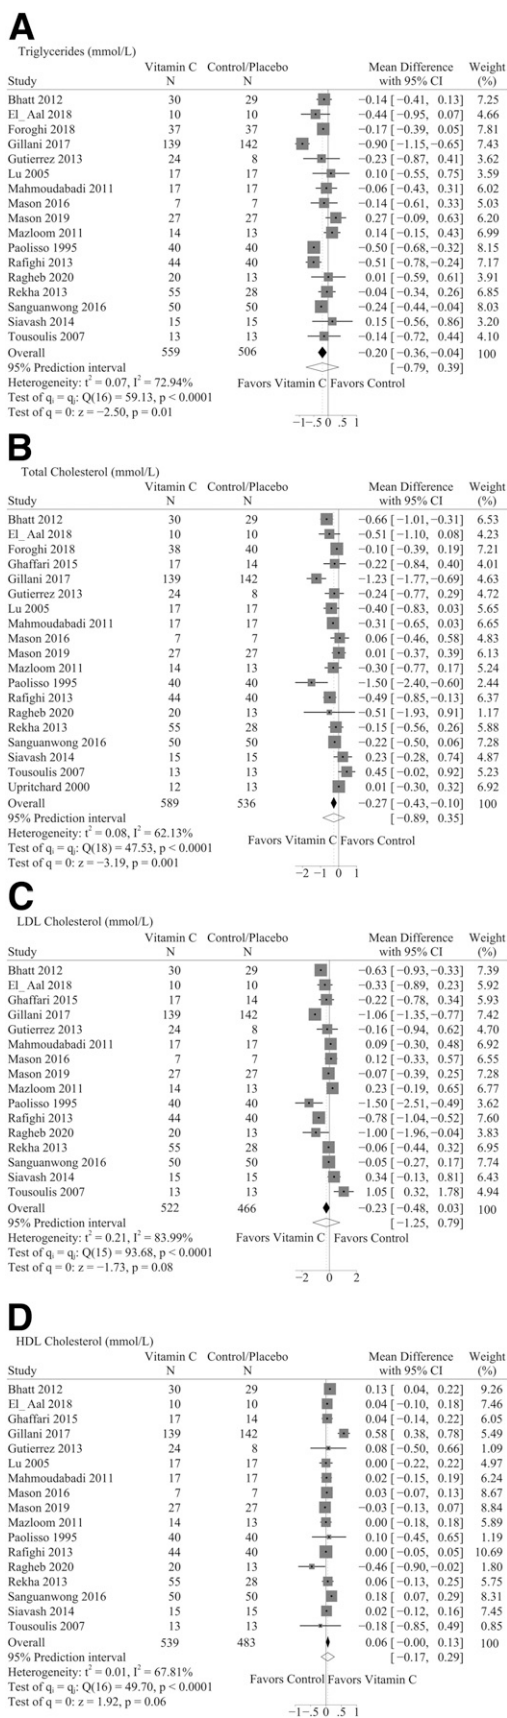 A
Triglycerides (mmol/L)
Vitamin C Control/Placebo Mean Difference Weight
Study N N with 95% CI (%)
Bhatt 2012 30 29 −0.14 [ −0.41, 0.13] 7.25
El_ Aal 2018 10 10 −0.44 [ −0.95, 0.07] 4.66
Foroghi 2018 37 37 −0.17 [ −0.39, 0.05] 7.81
Gillani 2017 139 142 −0.90 [ −1.15, −0.65] 7.43
Gutierrez 2013 24 8 −0.23 [ −0.87, 0.41] 3.62
Lu 2005 17 17 0.10 [ −0.55, 0.75] 3.59
Mahmoudabadi 2011 17 17 −0.06 [ −0.43, 0.31] 6.02
Mason 2016 7 7 −0.14 [ −0.61, 0.33] 5.03
Mason 2019 27 27 0.27 [ −0.09, 0.63] 6.20
Mazloom 2011 14 13 0.14 [ −0.15, 0.43] 6.99
Paolisso 1995 40 40 −0.50 [ −0.68, −0.32] 8.15
Rafighi 2013 44 40 −0.51 [ −0.78, −0.24] 7.17
Ragheb 2020 20 13 0.01 [ −0.59, 0.61] 3.91
Rekha 2013 55 28 −0.04 [ −0.34, 0.26] 6.85
Sanguanwong 2016 50 50 −0.24 [ −0.44, −0.04] 8.03
Siavash 2014 15 15 0.15 [ −0.56, 0.86] 3.20
Tousoulis 2007 13 13 −0.14 [ −0.72, 0.44] 4.10
Overall 559 506 −0.20 [ −0.36, −0.04] 100
95% Prediction interval [ −0.79, 0.39]
Heterogeneity: t² = 0.07, I² = 72.94% Favors Vitamin C Favors Control
Test of qᵢ = qⱼ: Q(16) = 59.13, p < 0.0001
Test of q = 0: z = −2.50, p = 0.01
−1 −.5 0 .5 1
B
Total Cholesterol (mmol/L)
Vitamin C Control/Placebo Mean Difference Weight
Study N N with 95% CI (%)
Bhatt 2012 30 29 −0.66 [ −1.01, −0.31] 6.53
El_ Aal 2018 10 10 −0.51 [ −1.10, 0.08] 4.23
Foroghi 2018 38 40 −0.10 [ −0.39, 0.19] 7.21
Ghaffari 2015 17 14 −0.22 [ −0.84, 0.40] 4.01
Gillani 2017 139 142 −1.23 [ −1.77, −0.69] 4.63
Gutierrez 2013 24 8 −0.24 [ −0.77, 0.29] 4.72
Lu 2005 17 17 −0.40 [ −0.83, 0.03] 5.65
Mahmoudabadi 2011 17 17 −0.31 [ −0.65, 0.03] 6.65
Mason 2016 7 7 0.06 [ −0.46, 0.58] 4.83
Mason 2019 27 27 0.01 [ −0.37, 0.39] 6.13
Mazloom 2011 14 13 −0.30 [ −0.77, 0.17] 5.24
Paolisso 1995 40 40 −1.50 [ −2.40, −0.60] 2.44
Rafighi 2013 44 40 −0.49 [ −0.85, −0.13] 6.37
Ragheb 2020 20 13 −0.51 [ −1.93, 0.91] 1.17
Rekha 2013 55 28 −0.15 [ −0.56, 0.26] 5.88
Sanguanwong 2016 50 50 −0.22 [ −0.50, 0.06] 7.28
Siavash 2014 15 15 0.23 [ −0.28, 0.74] 4.87
Tousoulis 2007 13 13 0.45 [ −0.02, 0.92] 5.23
Upritchard 2000 12 13 0.01 [ −0.30, 0.32] 6.92
Overall 589 536 −0.27 [ −0.43, −0.10] 100
95% Prediction interval [ −0.89, 0.35]
Heterogeneity: t² = 0.08, I² = 62.13% Favors Vitamin C Favors Control
Test of qᵢ = qⱼ: Q(18) = 47.53, p < 0.0001
Test of q = 0: z = −3.19, p = 0.001
−2 −1 0 1
C
LDL Cholesterol (mmol/L)
Vitamin C Control/Placebo Mean Difference Weight
Study N N with 95% CI (%)
Bhatt 2012 30 29 −0.63 [ −0.93, −0.33] 7.39
El_ Aal 2018 10 10 −0.33 [ −0.89, 0.23] 5.92
Ghaffari 2015 17 14 −0.22 [ −0.78, 0.34] 5.93
Gillani 2017 139 142 −1.06 [ −1.35, −0.77] 7.42
Gutierrez 2013 24 8 −0.16 [ −0.94, 0.62] 4.70
Mahmoudabadi 2011 17 17 0.09 [ −0.30, 0.48] 6.92
Mason 2016 7 7 0.12 [ −0.33, 0.57] 6.55
Mason 2019 27 27 −0.07 [ −0.39, 0.25] 7.28
Mazloom 2011 14 13 0.23 [ −0.19, 0.65] 6.77
Paolisso 1995 40 40 −1.50 [ −2.51, −0.49] 3.62
Rafighi 2013 44 40 −0.78 [ −1.04, −0.52] 7.60
Ragheb 2020 20 13 −1.00 [ −1.96, −0.04] 3.83
Rekha 2013 55 28 −0.06 [ −0.44, 0.32] 6.95
Sanguanwong 2016 50 50 −0.05 [ −0.27, 0.17] 7.74
Siavash 2014 15 15 0.34 [ −0.13, 0.81] 6.43
Tousoulis 2007 13 13 1.05 [ 0.32, 1.78] 4.94
Overall 522 466 −0.23 [ −0.48, 0.03] 100
95% Prediction interval [ −1.25, 0.79]
Heterogeneity: t² = 0.21, I² = 83.99% Favors Vitamin C Favors Control
Test of qᵢ = qⱼ: Q(15) = 93.68, p < 0.0001
Test of q = 0: z = −1.73, p = 0.08
−2 0 2
D
HDL Cholesterol (mmol/L)
Vitamin C Control/Placebo Mean Difference Weight
Study N N with 95% CI (%)
Bhatt 2012 30 29 0.13 [ 0.04, 0.22] 9.26
El_ Aal 2018 10 10 0.04 [ −0.10, 0.18] 7.46
Ghaffari 2015 17 14 0.04 [ −0.14, 0.22] 6.05
Gillani 2017 139 142 0.58 [ 0.38, 0.78] 5.51
Gutierrez 2013 24 8 0.08 [ −0.50, 0.66] 1.09
Lu 2005 17 17 0.00 [ −0.22, 0.22] 4.97
Mahmoudabadi 2011 17 17 0.02 [ −0.15, 0.19] 6.24
Mason 2016 7 7 0.03 [ −0.07, 0.13] 8.67
Mason 2019 27 27 −0.03 [ −0.13, 0.07] 8.84
Mazloom 2011 14 13 0.00 [ −0.18, 0.18] 5.89
Paolisso 1995 40 40 0.10 [ −0.45, 0.65] 1.19
Rafighi 2013 44 40 0.00 [ −0.05, 0.05] 10.69
Ragheb 2020 20 13 −0.46 [ −0.90, −0.02] 1.80
Rekha 2013 55 28 0.06 [ −0.13, 0.25] 5.75
Sanguanwong 2016 50 50 0.18 [ 0.07, 0.29] 8.31
Siavash 2014 15 15 0.02 [ −0.12, 0.16] 7.45
Tousoulis 2007 13 13 −0.18 [ −0.85, 0.49] 0.85
Overall 539 483 0.06 [ −0.00, 0.13] 100
95% Prediction interval [ −0.17, 0.29]
Heterogeneity: t² = 0.01, I² = 67.81% Favors Control Favors Vitamin C
Test of qᵢ = qⱼ: Q(16) = 49.70, p < 0.0001
Test of q = 0: z = 1.92, p = 0.06
−1 −.5 0 .5 1